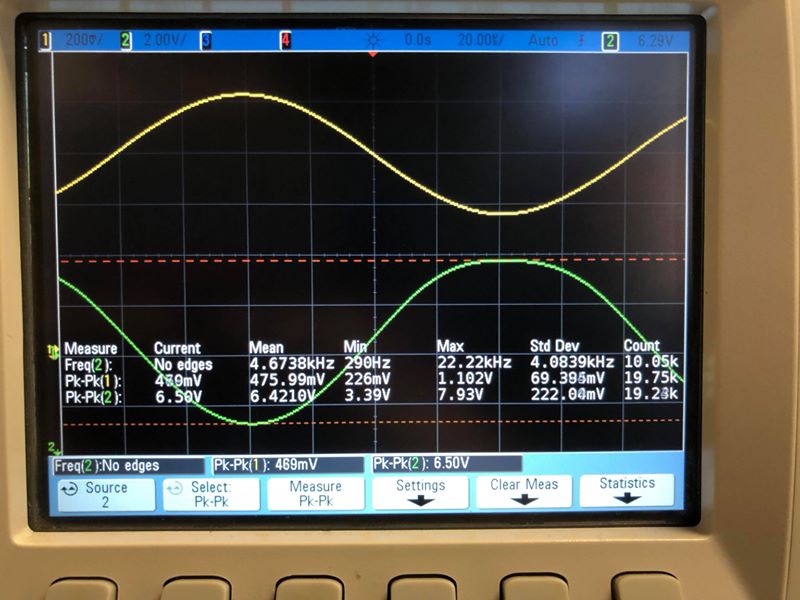 1 200mV/ 2 2.00V/ 3 4 0.0s 20.00s/ Auto 2 6.29V
Measure Current Mean Min Max Std Dev Count
Freq(2): No edges 4.6738kHz 290Hz 22.22kHz 4.0839kHz 10.05k
Pk-Pk(1): 475.99mV 226mV 1.102V 19.75k
Pk-Pk(2): 6.50V 6.4210V 3.39V 7.93V
2
Freq(2):No edges Pk-Pk(1): 469mV Pk-Pk(2): 6.50V
Source
2
Select:
Pk-Pk
Measure
Pk-Pk
Settings
Clear Meas
Statistics